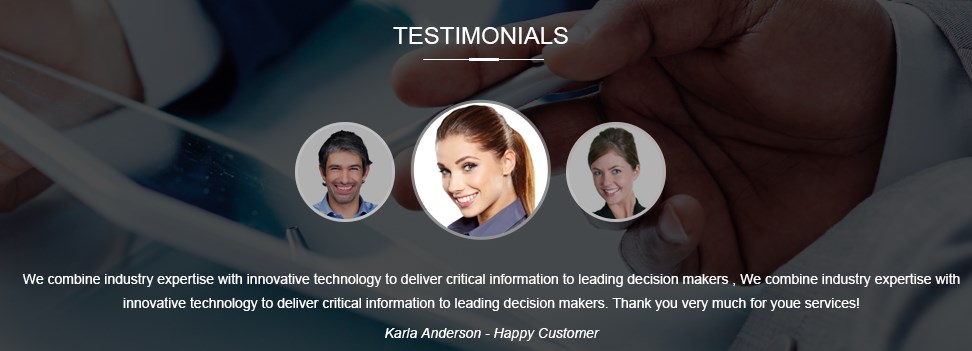 TESTIMONIALS
We combine industry expertise with innovative technology to deliver critical information to leading decision makers , We combine industry expertise with
innovative technology to deliver critical information to leading decision makers. Thank you very much for youe services!
Karla Anderson - Happy Customer